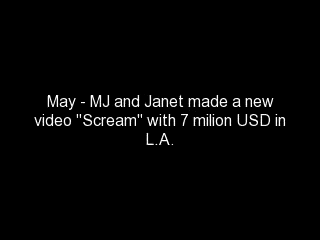 May - MJ and Janet made a new
video "Scream" with 7 milion USD in
L.A.